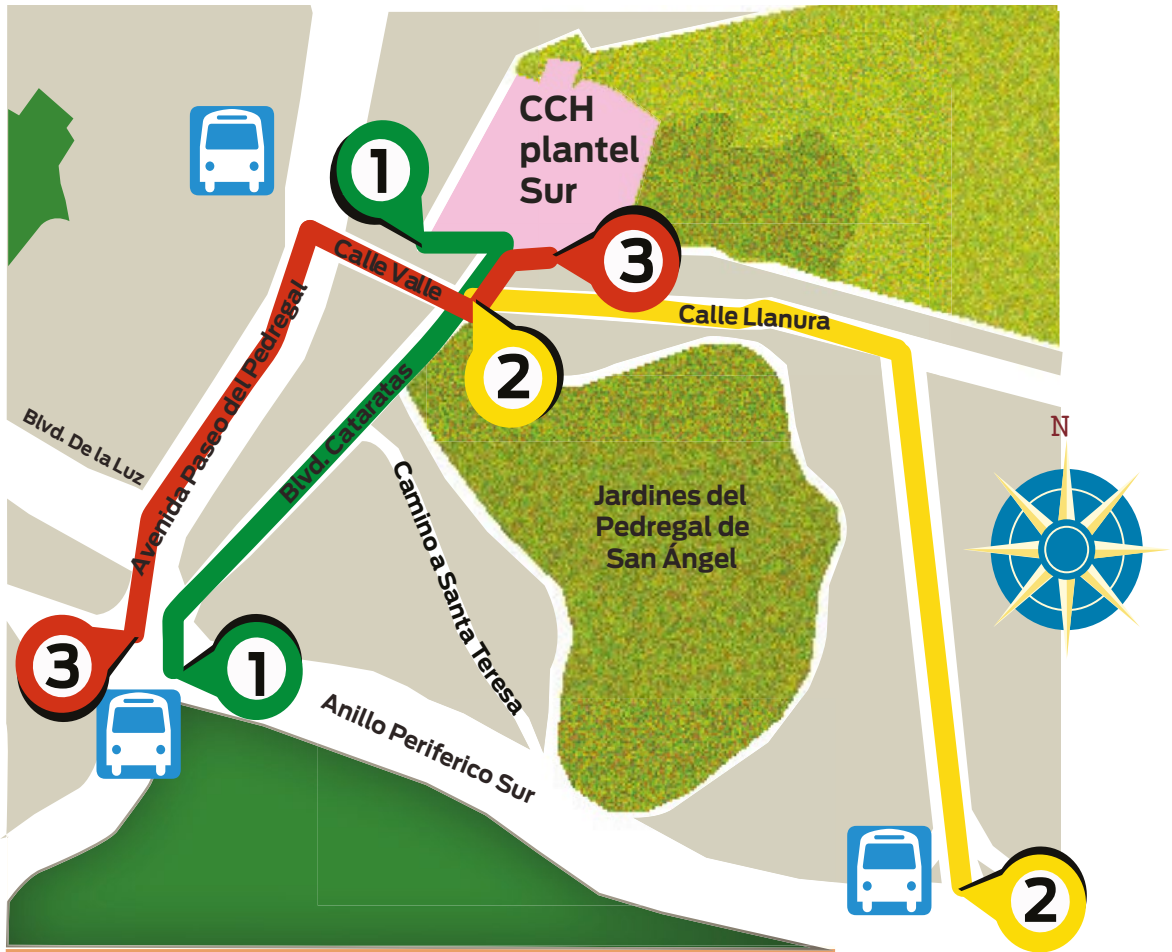 CCH
plantel
Sur
1
3
Calle Valle
2
Calle Llanura
Avenida Paseo del Pedregal
Blvd. De la Luz
Blvd. Cataratas
Camino a Santa Teresa
Jardines del
Pedregal de
San Ángel
N
3
1
Anillo Periferico Sur
2